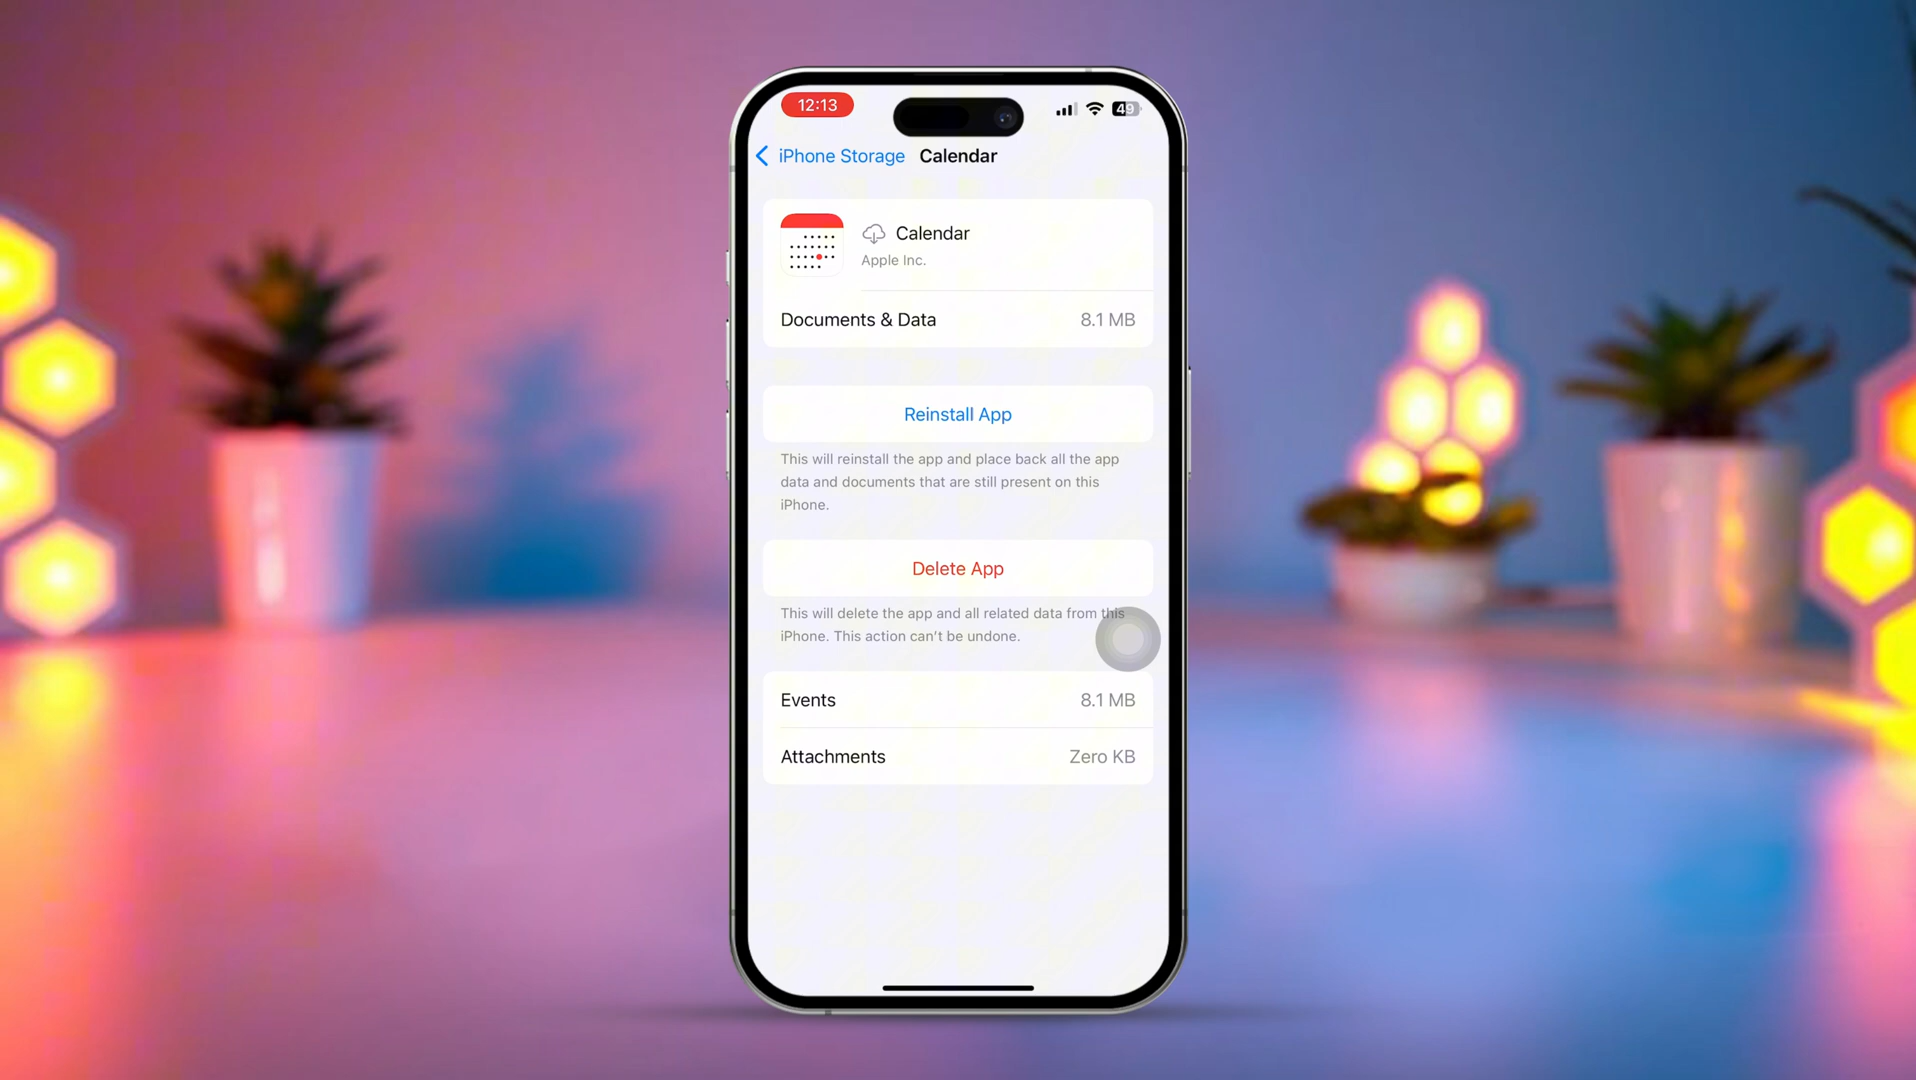 12:13
49
iPhone Storage Calendar
Calendar
Apple Inc.
Documents & Data 8.1 MB
Reinstall App
This will reinstall the app and place back all the app
data and documents that are still present on this
iPhone.
Delete App
This will delete the app and all related data from this
iPhone. This action can’t be undone.
Events 8.1 MB
Attachments Zero KB